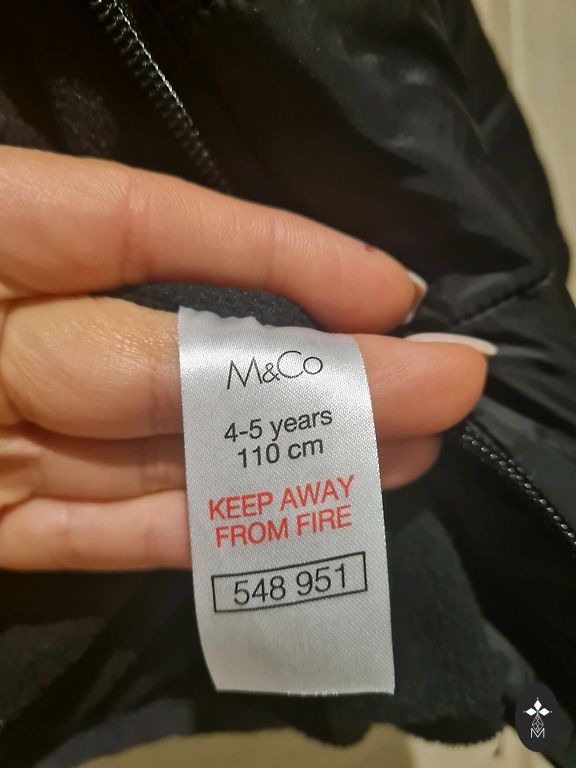 M&Co
4-5 years
110 cm
KEEP AWAY
FROM FIRE
548 951
M